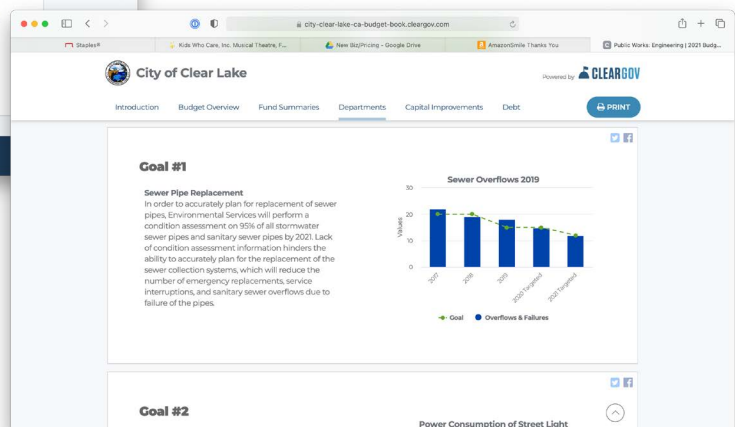 city-clear-lake-ca-budget-book.cleargov.com
Staples®
Kids Who Care, Inc. Musical Theatre, F...
New Biz/Pricing - Google Drive
AmazonSmile Thanks You
Public Works: Engineering | 2021 Budg...
City of Clear Lake
Powered by CLEARGOV
Introduction
Budget Overview
Fund Summaries
Departments
Capital Improvements
Debt
PRINT
Goal #1
Sewer Pipe Replacement
In order to accurately plan for replacement of sewer
pipes, Environmental Services will perform a
condition assessment on 95% of all stormwater
sewer pipes and sanitary sewer pipes by 2021. Lack
of condition assessment information hinders the
ability to accurately plan for the replacement of the
sewer collection systems, which will reduce the
number of emergency replacements, service
interruptions, and sanitary sewer overflows due to
failure of the pipes.
Sewer Overflows 2019
Values
30
20
10
0
2017
2018
2019
2020 Targeted
2021 Targeted
Goal
Overflows & Failures
Goal #2
Power Consumption of Street Light